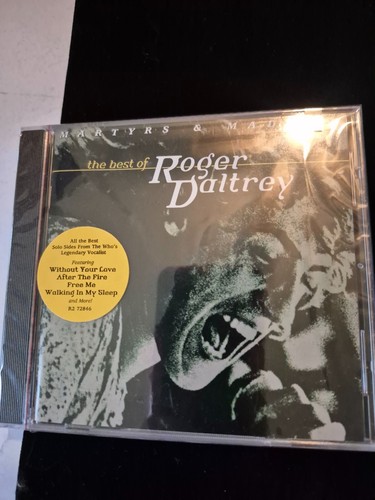 MARTYRS &
the best of
Roger
Daltrey
All the Best
Solo Sides From The Who's
Legendary Vocalist
Featuring
Without Your Love
After The Fire
Free Me
Walking In My Sleep
and More!
R2 72846